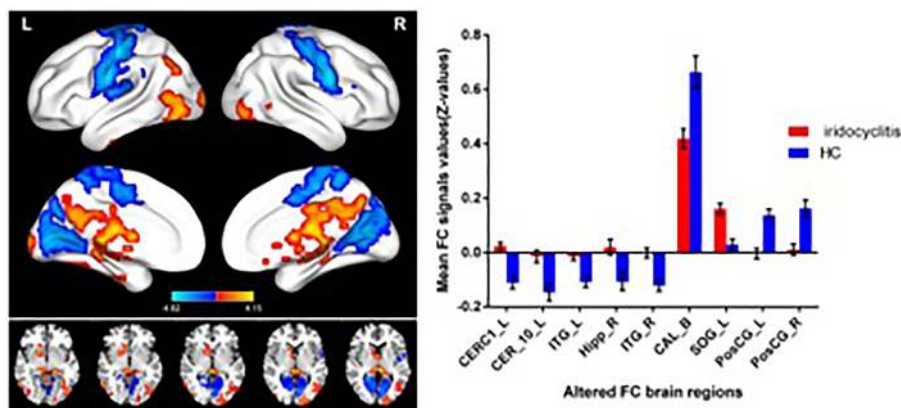 L
R
-4.82
4.15
Mean FC signals values(Z-values)
0.8
0.6
0.4
0.2
0.0
-0.2
iridocyclitis
HC
CERC1_L
CER_10_L
ITG_L
Hipp_R
ITG_R
CAL_B
SOG_L
PosCG_L
PosCG_R
Altered FC brain regions